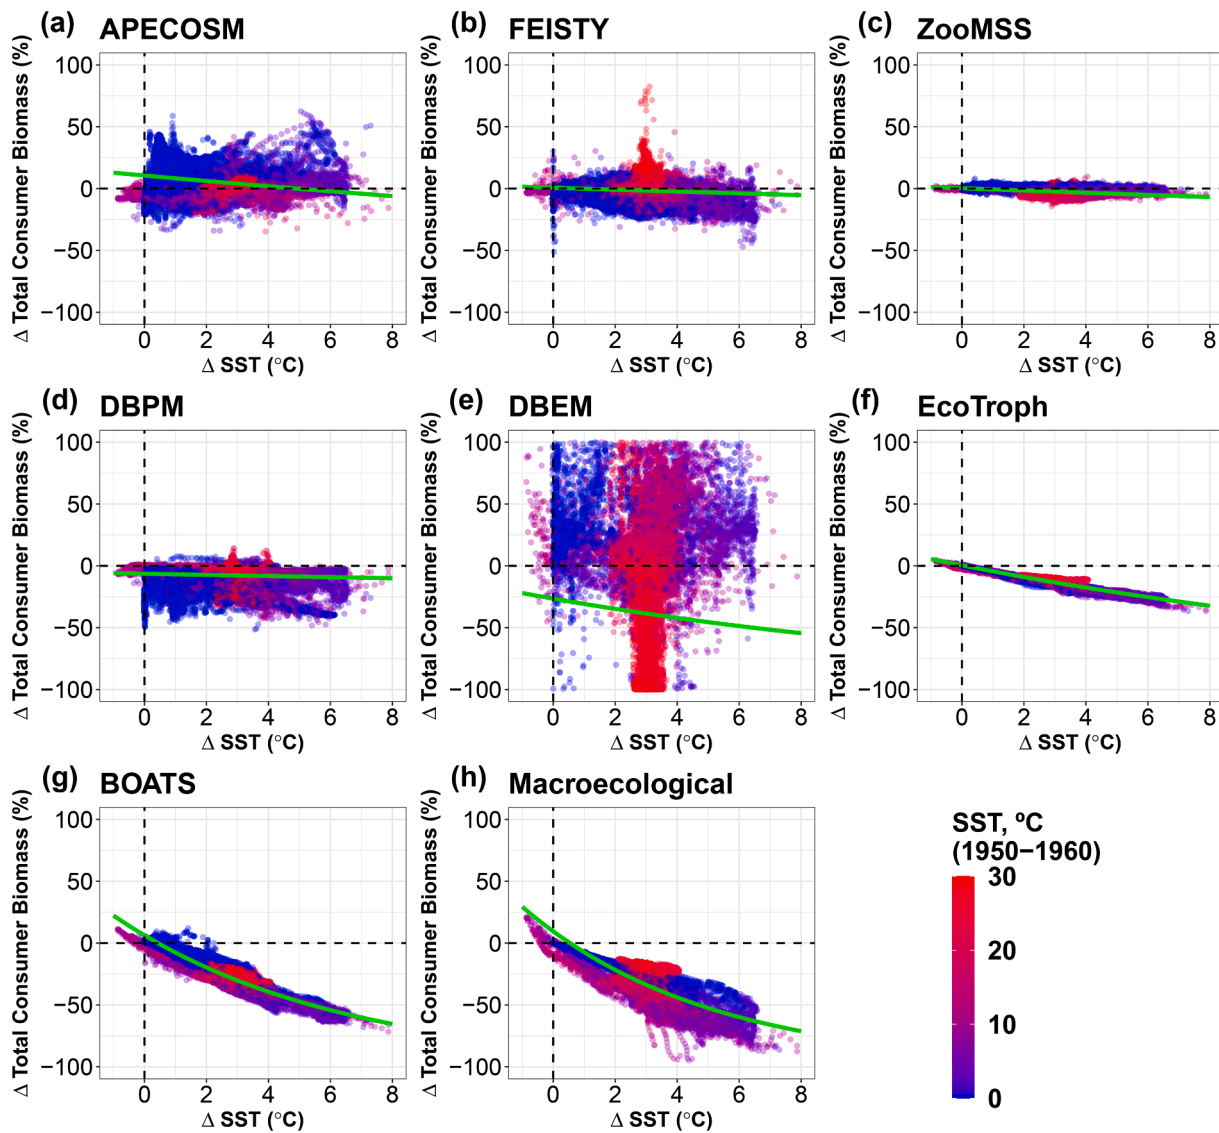 (a) APECOSM
Δ Total Consumer Biomass (%)
100
50
0
−50
−100
0 2 4 6 8
Δ SST (°C)
(b) FEISTY
Δ Total Consumer Biomass (%)
100
50
0
−50
−100
0 2 4 6 8
Δ SST (°C)
(c) ZooMSS
Δ Total Consumer Biomass (%)
100
50
0
−50
−100
0 2 4 6 8
Δ SST (°C)
(d) DBPM
Δ Total Consumer Biomass (%)
100
50
0
−50
−100
0 2 4 6 8
Δ SST (°C)
(e) DBEM
Δ Total Consumer Biomass (%)
100
50
0
−50
−100
0 2 4 6 8
Δ SST (°C)
(f) EcoTroph
Δ Total Consumer Biomass (%)
100
50
0
−50
−100
0 2 4 6 8
Δ SST (°C)
(g) BOATS
Δ Total Consumer Biomass (%)
100
50
0
−50
−100
0 2 4 6 8
Δ SST (°C)
(h) Macroecological
Δ Total Consumer Biomass (%)
100
50
0
−50
−100
0 2 4 6 8
Δ SST (°C)
SST, ºC
(1950−1960)
30
20
10
0